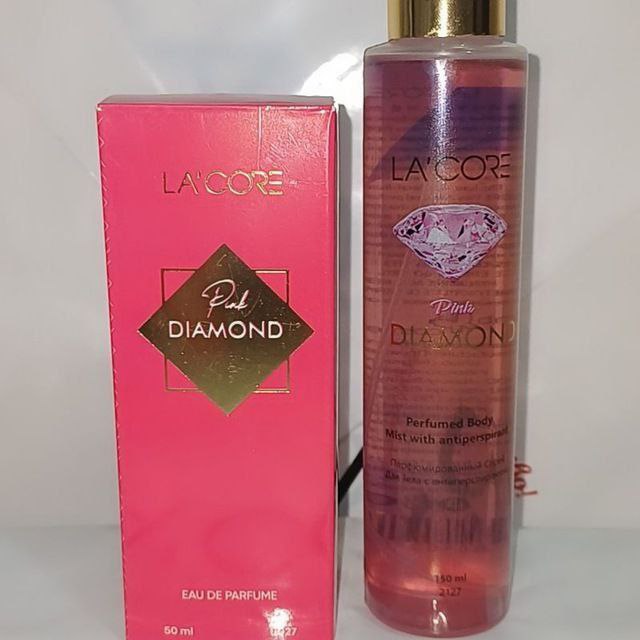 LA'CORE
Pink
DIAMOND
EAU DE PARFUME
50 ml
LA'CORE
Pink
DIAMOND
Perfumed Body
Mist with antiperspirant
Парфюмированный Спрей
для тела с антиперспирантом
150 ml
2127